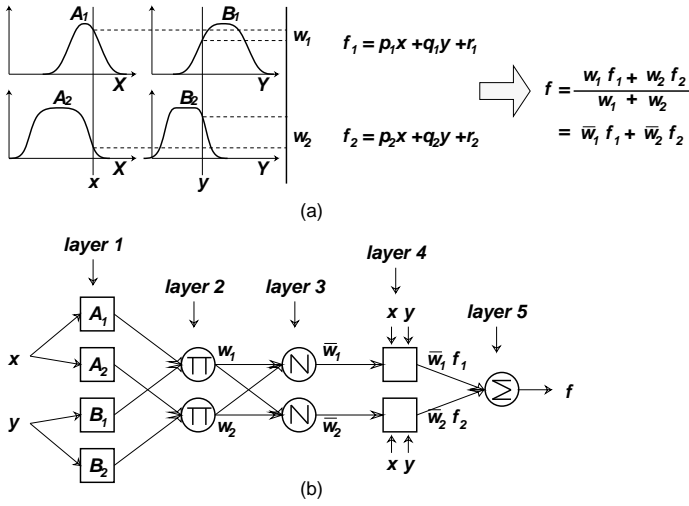 A₁ B₁
w₁
f₁ = p₁x + q₁y + r₁
X Y
A₂ B₂
w₂
f₂ = p₂x + q₂y + r₂
X Y
x y
f = w₁ f₁ + w₂ f₂ / w₁ + w₂
= w̅₁ f₁ + w̅₂ f₂
(a)
layer 1
layer 4
layer 2 layer 3
x y
layer 5
A₁
w₁ w̅₁ w̅₁ f₁
x A₂ ∏ N
Σ f
y B₁ ∏ N
w₂ w̅₂ w̅₂ f₂
B₂
x y
(b)